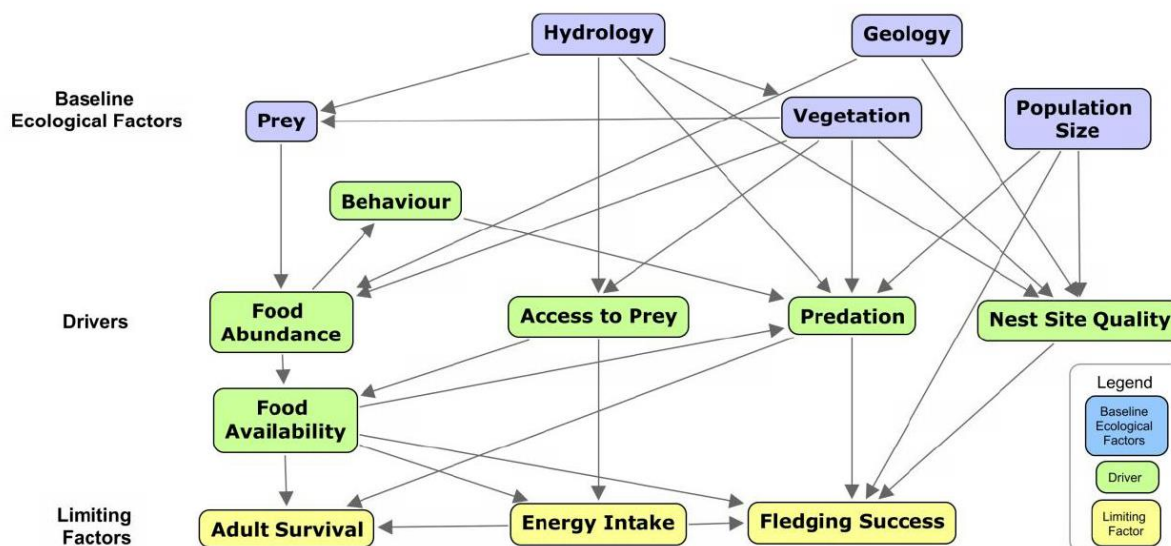 Hydrology
Geology
Baseline
Ecological Factors
Prey
Vegetation
Population
Size
Behaviour
Drivers
Food
Abundance
Access to Prey
Predation
Nest Site Quality
Food
Availability
Limiting
Factors
Adult Survival
Energy Intake
Fledging Success
Legend
Baseline
Ecological
Factors
Driver
Limiting
Factor